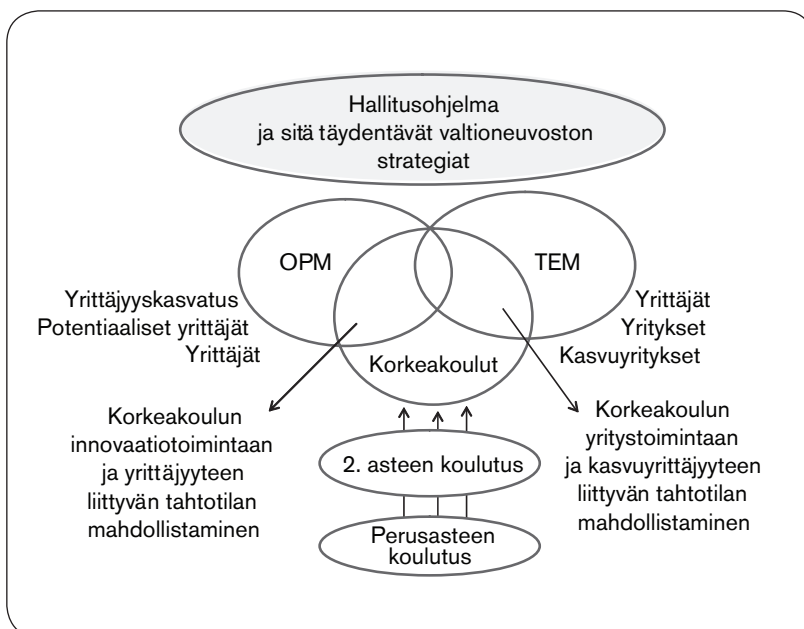 Hallitusohjelma
ja sitä täydentävät valtioneuvoston
strategiat
OPM
TEM
Yrittäjyyskasvatus
Potentiaaliset yrittäjät
Yrittäjät
Yrittäjät
Yritykset
Kasvuyritykset
Korkeakoulut
Korkeakoulun
innovaatiotoimintaan
ja yrittäjyyteen
liittyvän tahtotilan
mahdollistaminen
Korkeakoulun
yritystoimintaan
ja kasvuyrittäjyyteen
liittyvän tahtotilan
mahdollistaminen
2. asteen koulutus
Perusasteen
koulutus